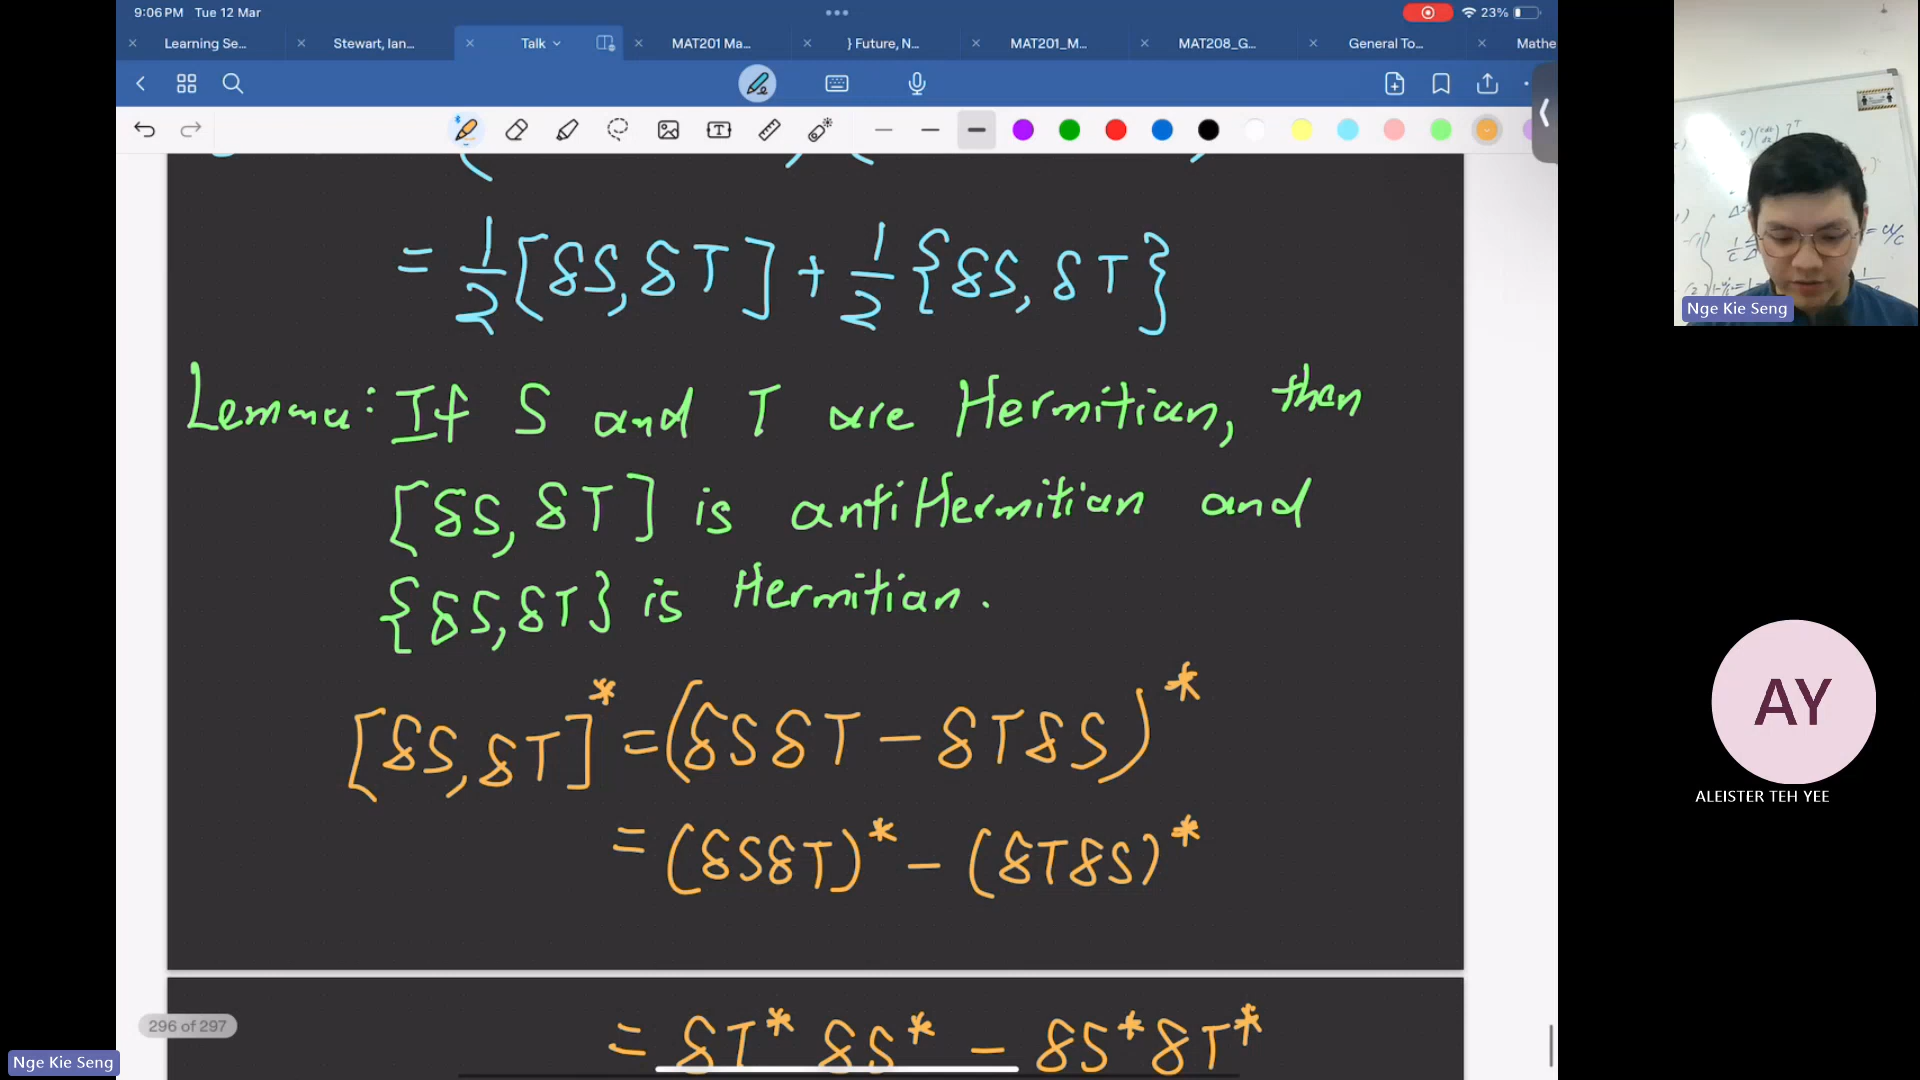 9:06 PM Tue 12 Mar
23%
Learning Se...
Stewart, Ian...
Talk
MAT201 Ma...
} Future, N...
MAT201_M...
MAT208_G...
General To...
Mathe
= 1/2 [δS, δT] + 1/2 {δS, δT}
Lemma: If S and T are Hermitian, then
[δS, δT] is antiHermitian and
{δS, δT} is Hermitian.
[δS, δT]* = (δSδT − δTδS)*
= (δSδT)* − (δTδS)*
= δT* δS* − δS* δT*
296 of 297
Nge Kie Seng
Nge Kie Seng
AY
ALEISTER TEH YEE